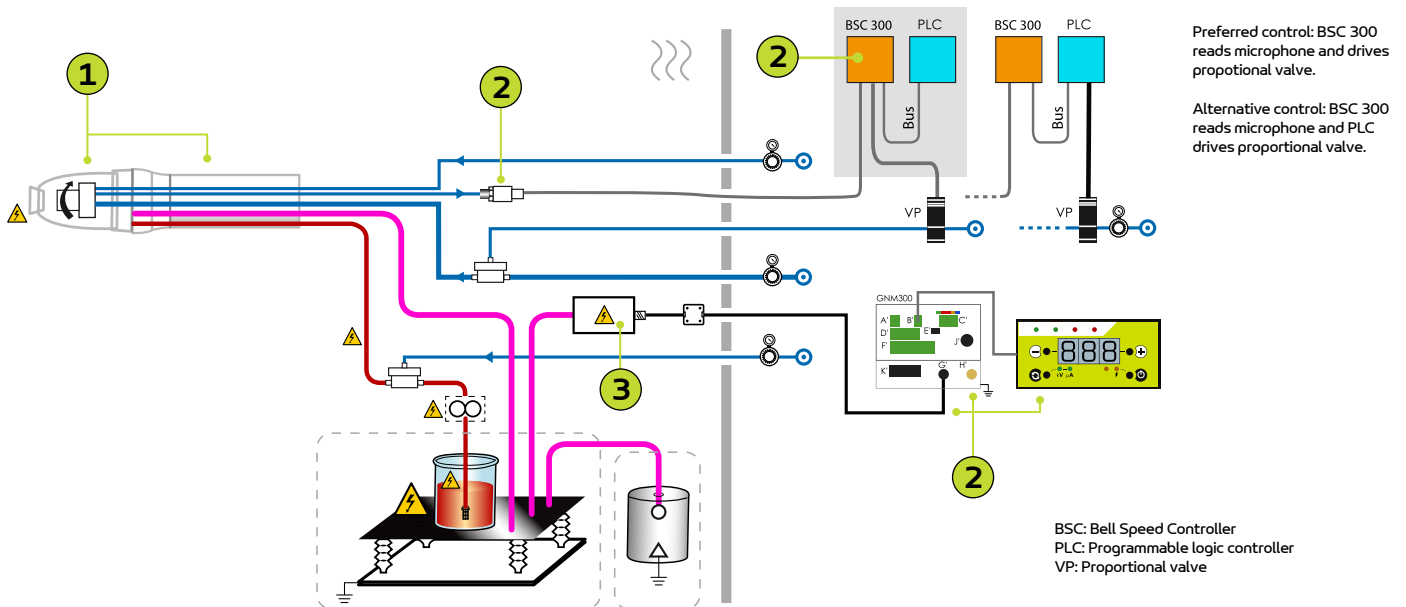 BSC 300 PLC BSC 300 PLC
Preferred control: BSC 300
reads microphone and drives
propotional valve.
Alternative control: BSC 300
reads microphone and PLC
drives proportional valve.
1
2
2
Bus
Bus
VP
VP
GNM300
A' B' C'
D' E'
F' J'
K' G' H'
888
kV µA
3
2
BSC: Bell Speed Controller
PLC: Programmable logic controller
VP: Proportional valve